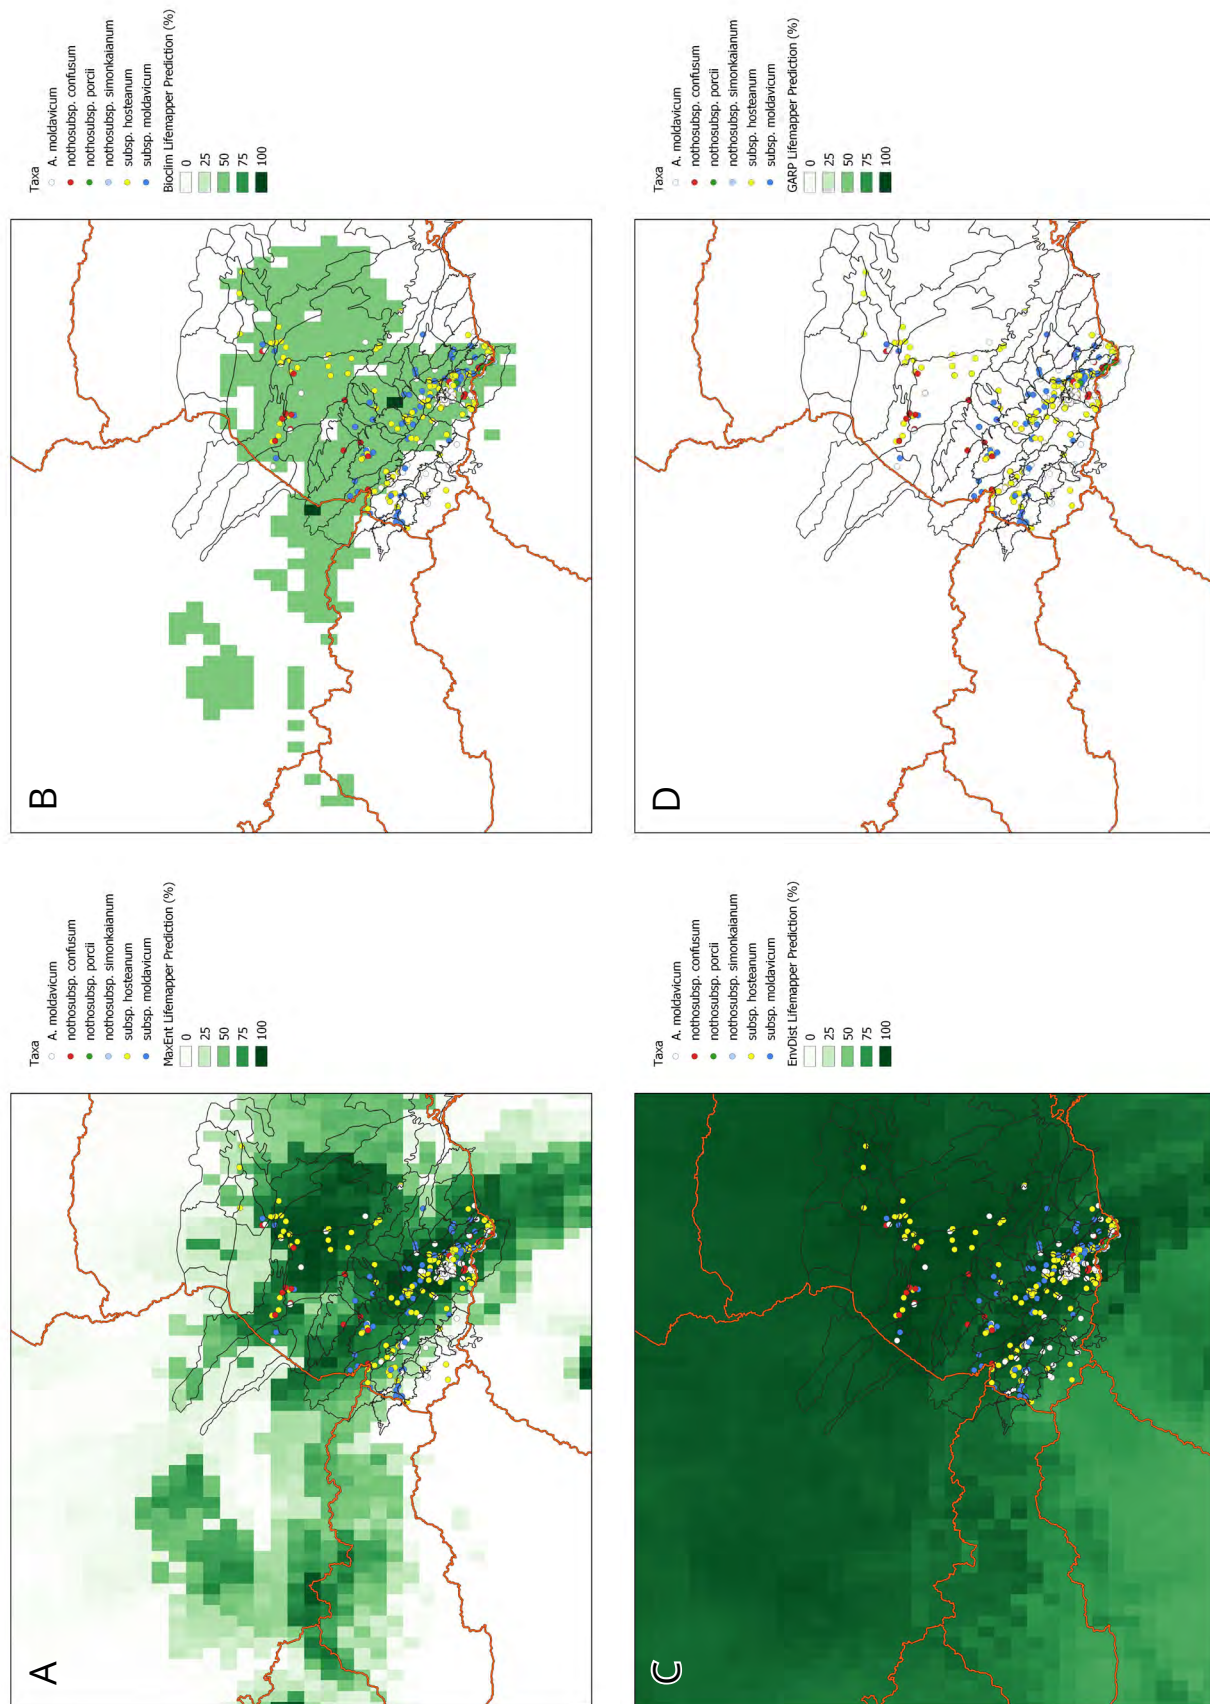 A
Taxa
A. moldavicum
nothosubsp. confusum
nothosubsp. porcii
nothosubsp. simonkaianum
subsp. hosteanum
subsp. moldavicum
MaxEnt Lifemapper Prediction (%)
0
25
50
75
100
B
Taxa
A. moldavicum
nothosubsp. confusum
nothosubsp. porcii
nothosubsp. simonkaianum
subsp. hosteanum
subsp. moldavicum
Bioclim Lifemapper Prediction (%)
0
25
50
75
100
C
Taxa
A. moldavicum
nothosubsp. confusum
nothosubsp. porcii
nothosubsp. simonkaianum
subsp. hosteanum
subsp. moldavicum
EnvDist Lifemapper Prediction (%)
0
25
50
75
100
D
Taxa
A. moldavicum
nothosubsp. confusum
nothosubsp. porcii
nothosubsp. simonkaianum
subsp. hosteanum
subsp. moldavicum
GARP Lifemapper Prediction (%)
0
25
50
75
100